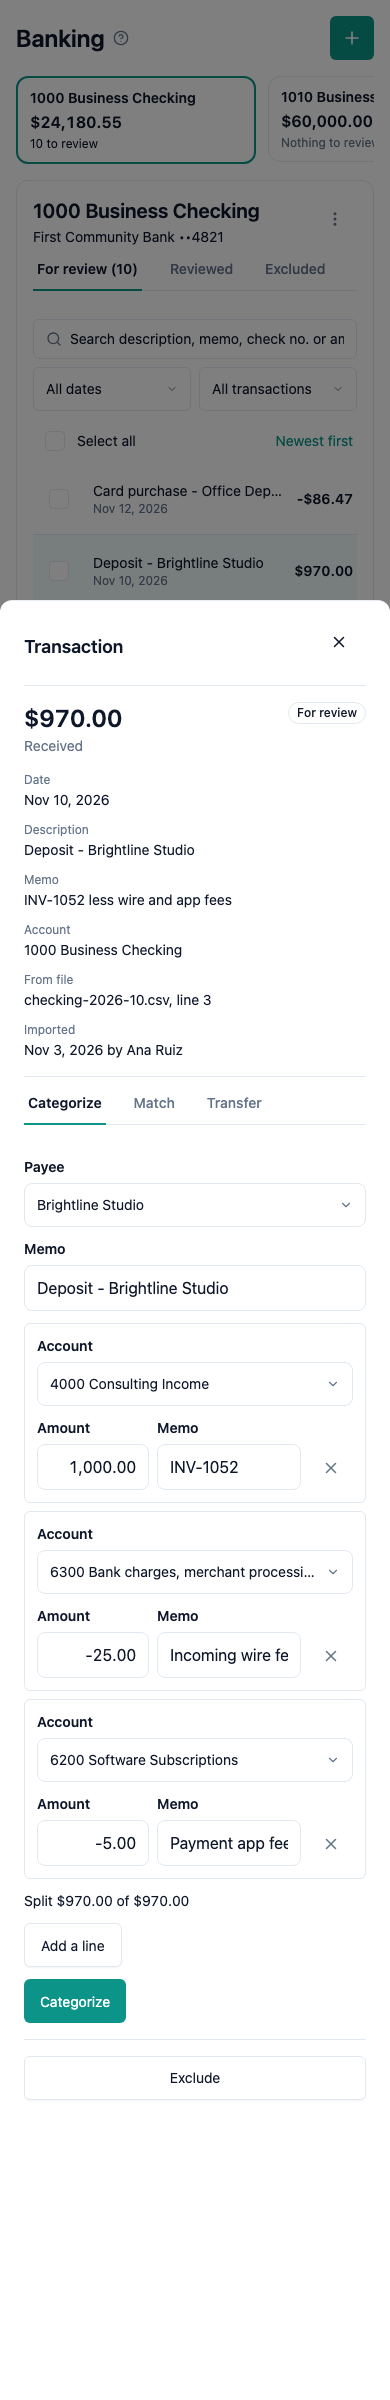 Banking
1000 Business Checking
$24,180.55
10 to review
1010 Business
$60,000.00
Nothing to review
1000 Business Checking
First Community Bank ••4821
For review (10) Reviewed Excluded
Search description, memo, check no. or am
All dates All transactions
Select all Newest first
Card purchase - Office Dep... -$86.47
Nov 12, 2026
Deposit - Brightline Studio $970.00
Nov 10, 2026
Transaction
$970.00 For review
Received
Date
Nov 10, 2026
Description
Deposit - Brightline Studio
Memo
INV-1052 less wire and app fees
Account
1000 Business Checking
From file
checking-2026-10.csv, line 3
Imported
Nov 3, 2026 by Ana Ruiz
Categorize Match Transfer
Payee
Brightline Studio
Memo
Deposit - Brightline Studio
Account
4000 Consulting Income
Amount Memo
1,000.00 INV-1052
Account
6300 Bank charges, merchant processi...
Amount Memo
-25.00 Incoming wire fe
Account
6200 Software Subscriptions
Amount Memo
-5.00 Payment app fee
Split $970.00 of $970.00
Add a line
Categorize
Exclude